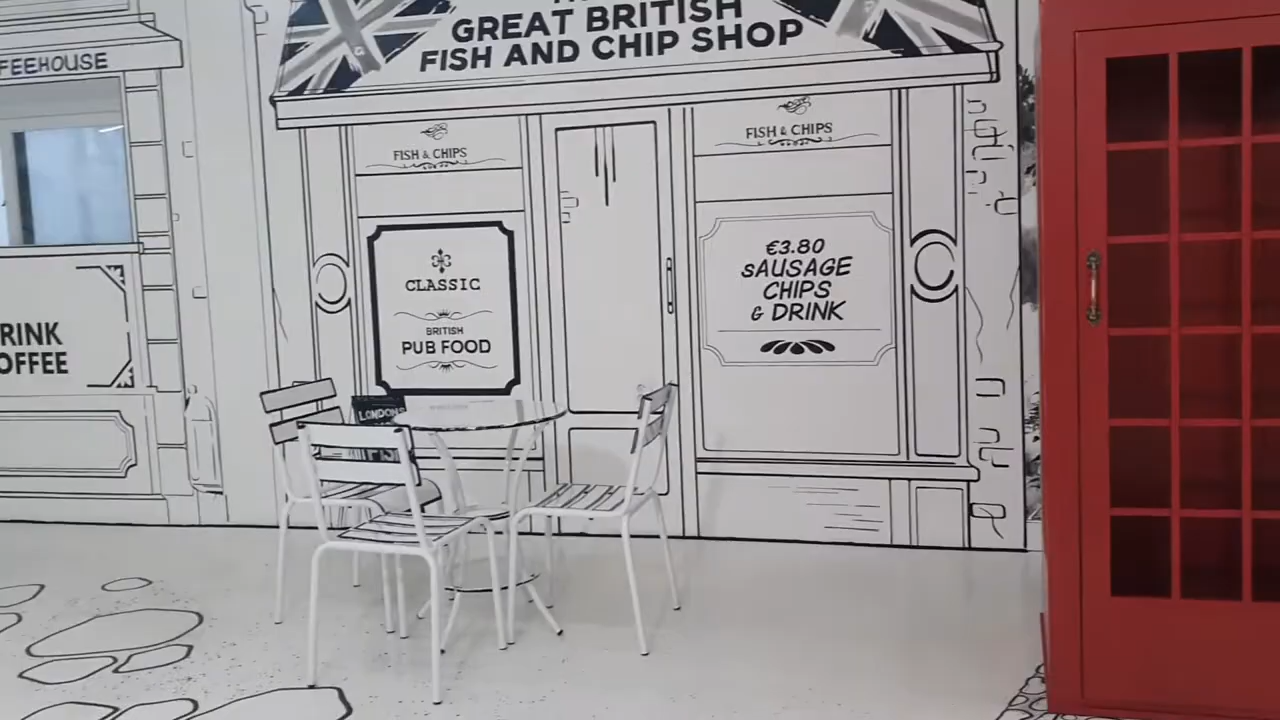 FEEHOUSE
GREAT BRITISH
FISH AND CHIP SHOP
FISH & CHIPS
FISH & CHIPS
CLASSIC
BRITISH
PUB FOOD
€3.80
SAUSAGE
CHIPS
& DRINK
RINK
OFFEE
LONDONS